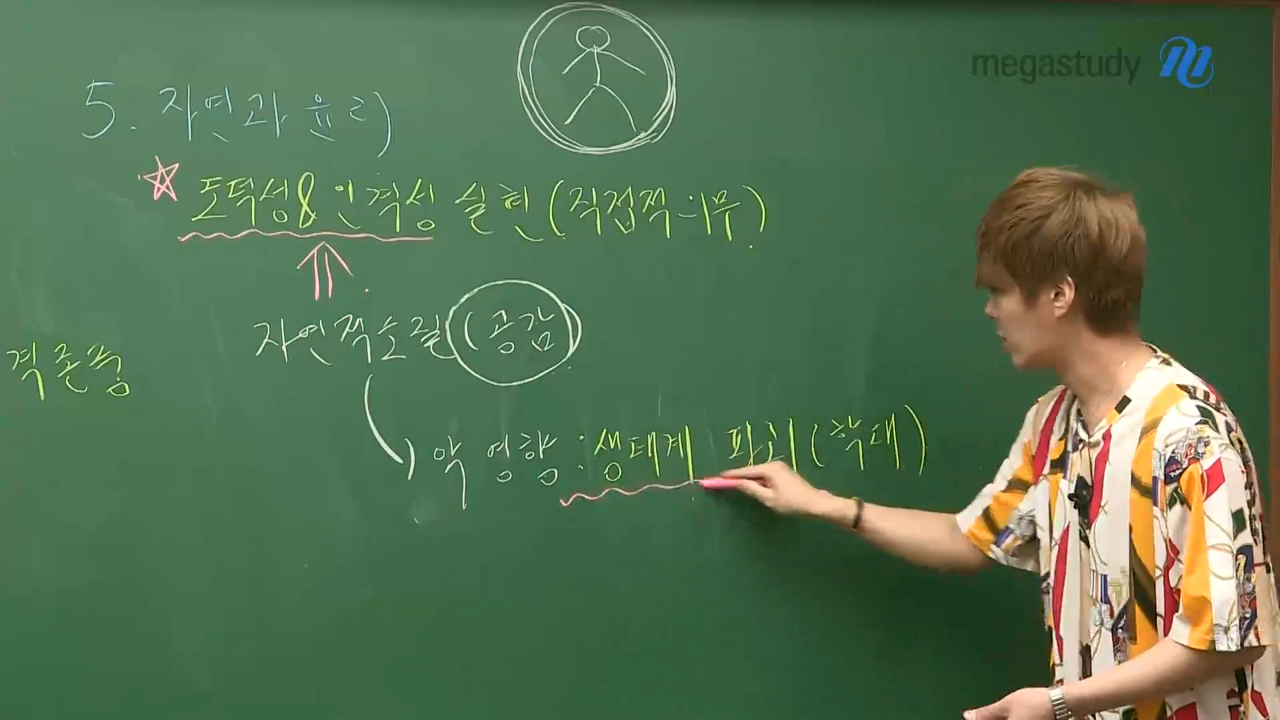 megastudy
5. 자연과 윤리)
도덕성 & 인격성 실현 (직접적 의무)
자연적 소질 (공감)
격 존중
악 영향 : 생태계 파괴 (학대)